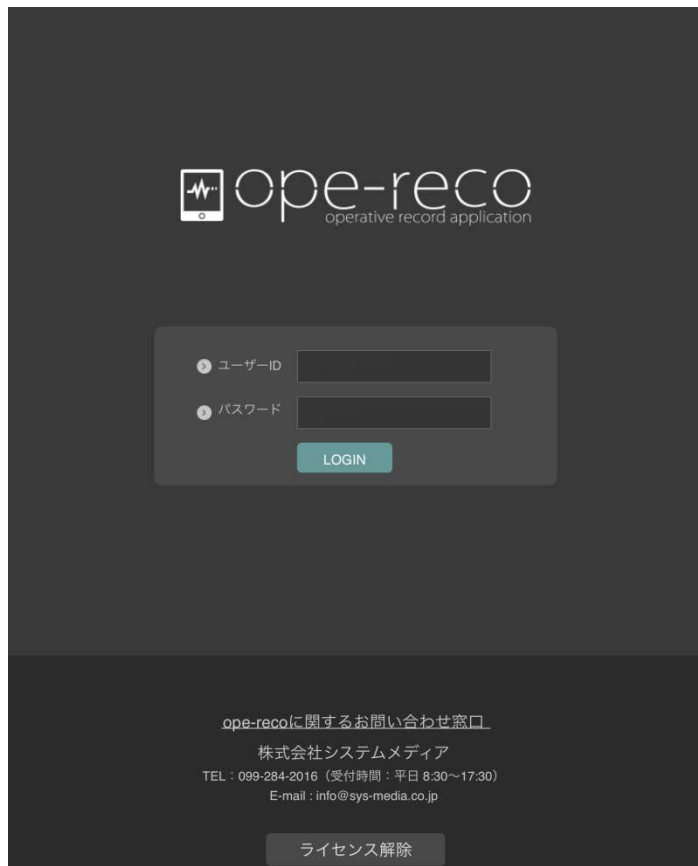 ope-reco
operative record application
ユーザーID
パスワード
LOGIN
ope-recoに関するお問い合わせ窓口
株式会社システムメディア
TEL：099-284-2016（受付時間：平日 8:30〜17:30）
E-mail : info@sys-media.co.jp
ライセンス解除